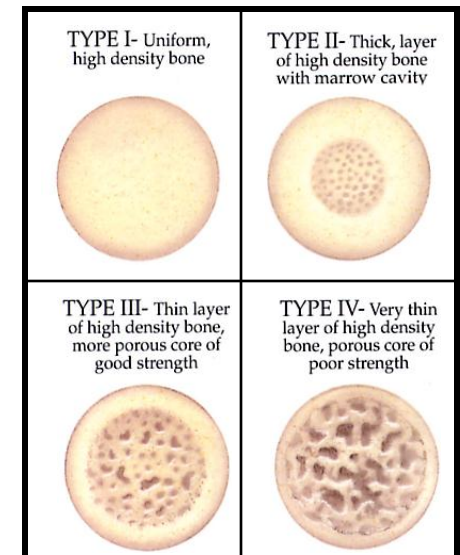 TYPE I- Uniform,
high density bone
TYPE II- Thick, layer
of high density bone
with marrow cavity
TYPE III- Thin layer
of high density bone,
more porous core of
good strength
TYPE IV- Very thin
layer of high density
bone, porous core of
poor strength